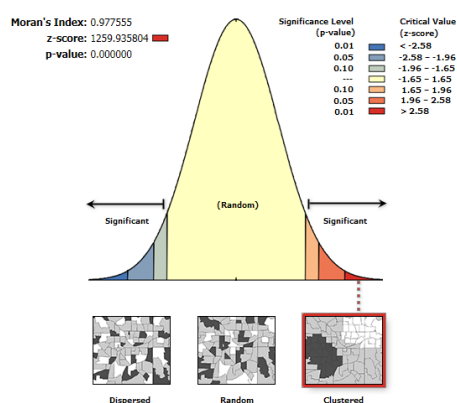 Moran's Index: 0.977555
z-score: 1259.935804
p-value: 0.000000
Significance Level
(p-value)
Critical Value
(z-score)
0.01 < -2.58
0.05 -2.58 – -1.96
0.10 -1.96 – -1.65
--- -1.65 – 1.65
0.10 1.65 – 1.96
0.05 1.96 – 2.58
0.01 > 2.58
(Random)
Significant
Significant
Dispersed
Random
Clustered